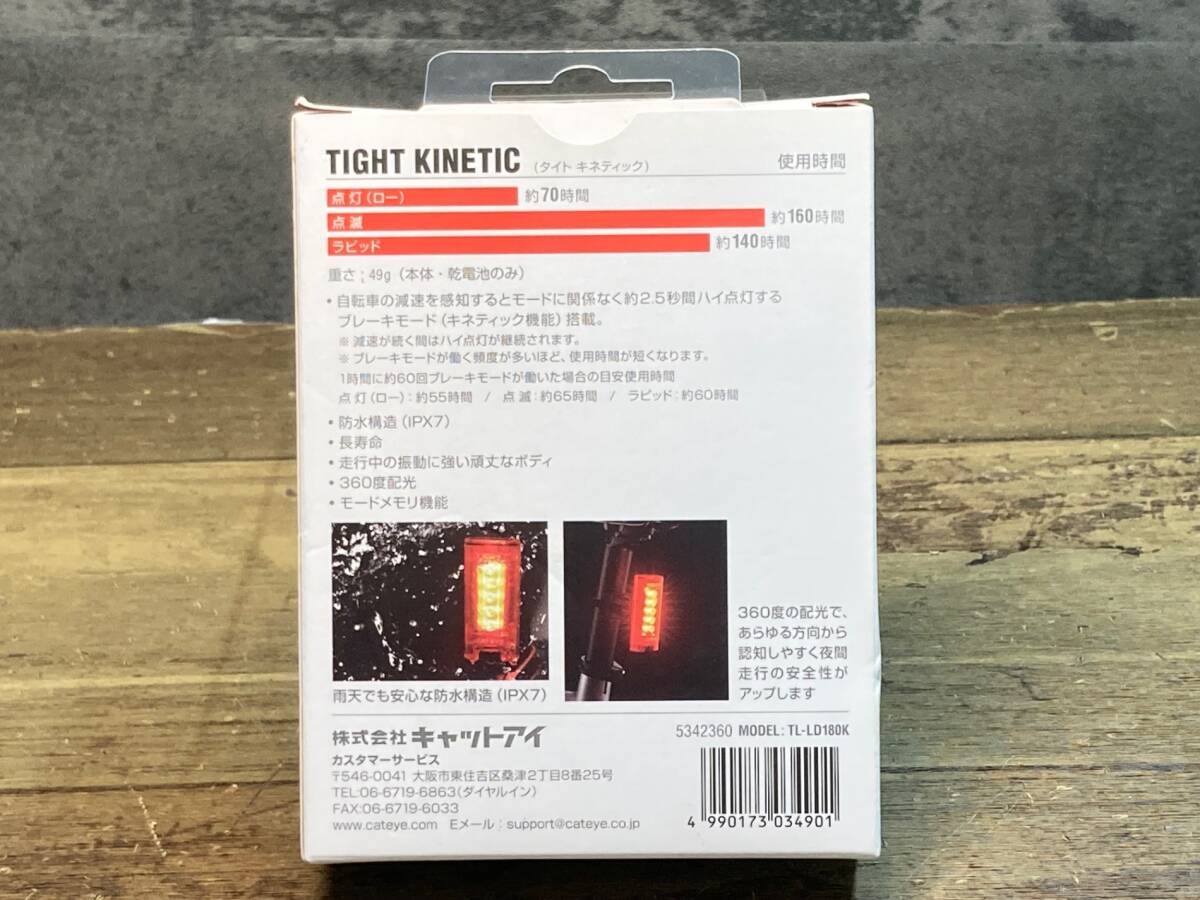 TIGHT KINETIC (タイト キネティック) 使用時間
点灯(ロー) 約70時間
点滅 約160時間
ラピッド 約140時間
重さ:49g(本体・乾電池のみ)
・自転車の減速を感知するとモードに関係なく約2.5秒間ハイ点灯する
ブレーキモード(キネティック機能)搭載。
※減速が続く間はハイ点灯が継続されます。
※ブレーキモードが働く頻度が多いほど、使用時間が短くなります。
1時間に約60回ブレーキモードが働いた場合の目安使用時間
点灯(ロー):約55時間 / 点滅:約65時間 / ラピッド:約60時間
・防水構造(IPX7)
・長寿命
・走行中の振動に強い頑丈なボディ
・360度配光
・モードメモリ機能
雨天でも安心な防水構造(IPX7)
360度の配光で、
あらゆる方向から
認知しやすく夜間
走行の安全性が
アップします
株式会社キャットアイ
カスタマーサービス
〒546-0041 大阪市東住吉区桑津2丁目8番25号
TEL:06-6719-6863(ダイヤルイン)
FAX:06-6719-6033
www.cateye.com Eメール:support@cateye.co.jp
5342360 MODEL: TL-LD180K
4 990173 034901